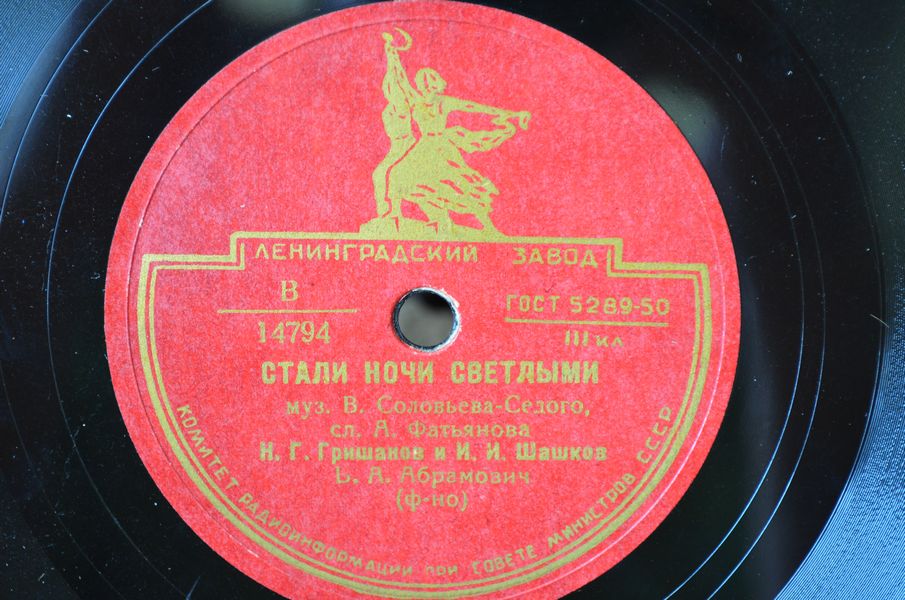 ЛЕНИНГРАДСКИЙ ЗАВОД
В
14794
ГОСТ 5289-50
III кл
СТАЛИ НОЧИ СВЕТЛЫМИ
муз. В. Соловьева-Седого,
сл. А. Фатьянова
Н. Г. Гришанов и И. И. Шашков
А. Абрамович
(ф-но)
КОМИТЕТ РАДИОИНФОРМАЦИИ ПРИ СОВЕТЕ МИНИСТРОВ СССР